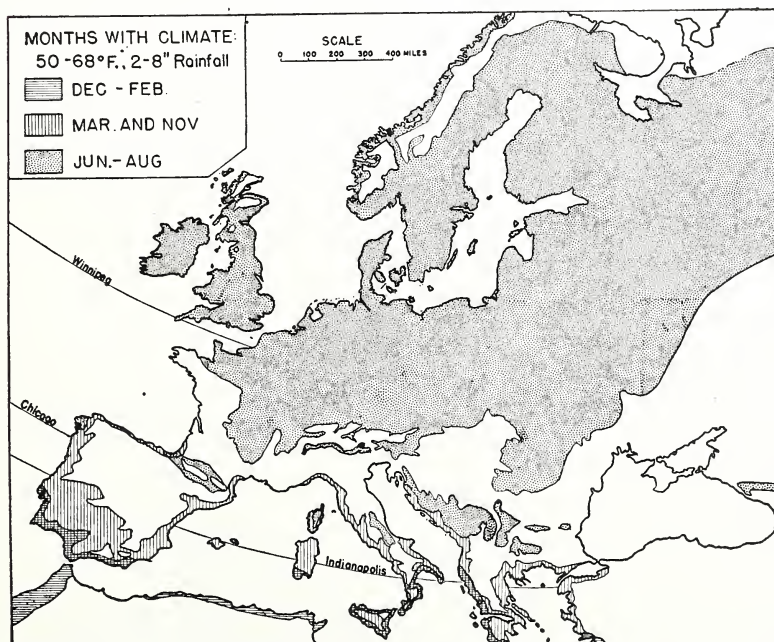 MONTHS WITH CLIMATE:
50-68°F., 2-8" Rainfall
DEC - FEB.
MAR. AND NOV
JUN.- AUG
SCALE
0 100 200 300 400 MILES
Winnipeg
Chicago
Indianapolis